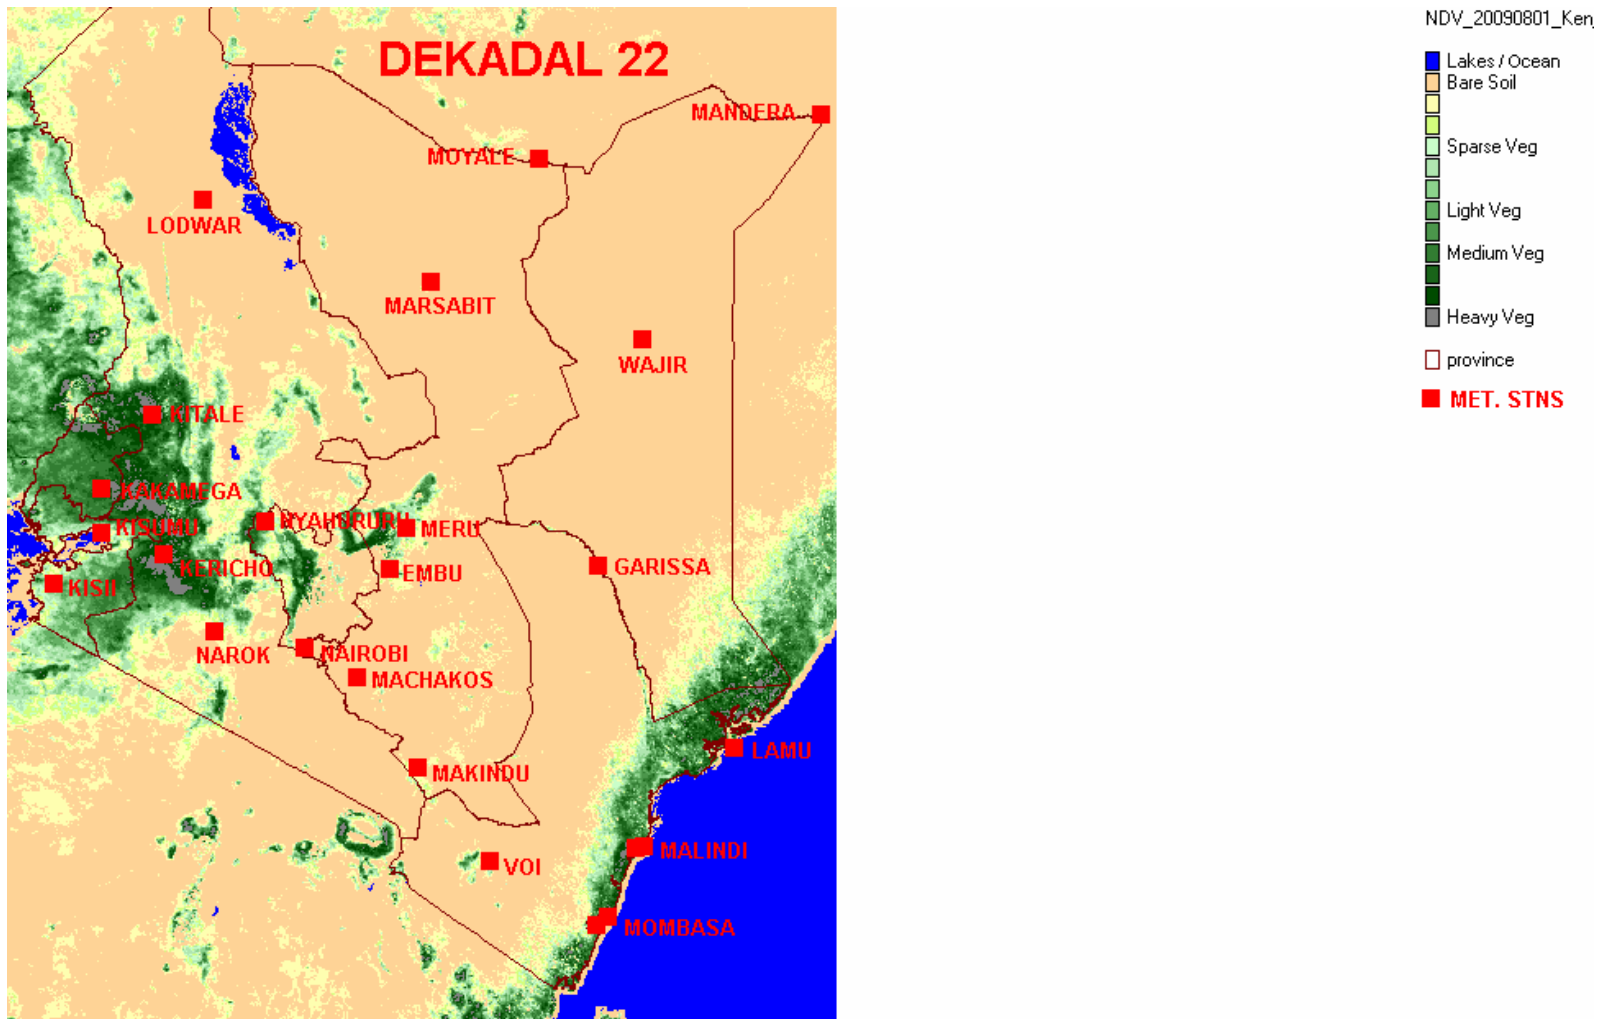 DEKADAL 22
MANDERA
MOYALE
LODWAR
MARSABIT
WAJIR
KITALE
KAKAMEGA
NYAHURURU
KISUMU
MERU
KERICHO
EMBU
GARISSA
KISII
NAROK
NAIROBI
MACHAKOS
LAMU
MAKINDU
MALINDI
VOI
MOMBASA
NDV_20090801_Ken
Lakes / Ocean
Bare Soil
Sparse Veg
Light Veg
Medium Veg
Heavy Veg
province
MET. STNS